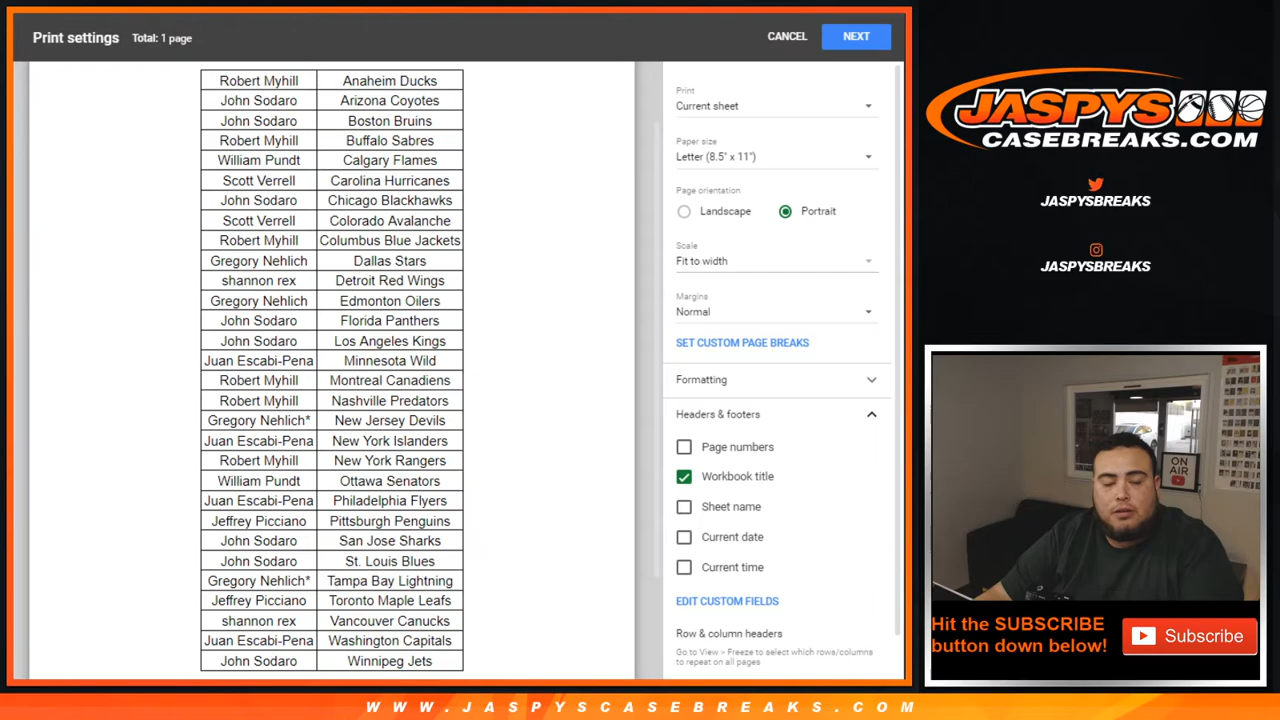 Print settings Total: 1 page CANCEL NEXT
Robert Myhill Anaheim Ducks
John Sodaro Arizona Coyotes
John Sodaro Boston Bruins
Robert Myhill Buffalo Sabres
William Pundt Calgary Flames
Scott Verrell Carolina Hurricanes
John Sodaro Chicago Blackhawks
Scott Verrell Colorado Avalanche
Robert Myhill Columbus Blue Jackets
Gregory Nehlich Dallas Stars
shannon rex Detroit Red Wings
Gregory Nehlich Edmonton Oilers
John Sodaro Florida Panthers
John Sodaro Los Angeles Kings
Juan Escabi-Pena Minnesota Wild
Robert Myhill Montreal Canadiens
Robert Myhill Nashville Predators
Gregory Nehlich* New Jersey Devils
Juan Escabi-Pena New York Islanders
Robert Myhill New York Rangers
William Pundt Ottawa Senators
Juan Escabi-Pena Philadelphia Flyers
Jeffrey Picciano Pittsburgh Penguins
John Sodaro San Jose Sharks
John Sodaro St. Louis Blues
Gregory Nehlich* Tampa Bay Lightning
Jeffrey Picciano Toronto Maple Leafs
shannon rex Vancouver Canucks
Juan Escabi-Pena Washington Capitals
John Sodaro Winnipeg Jets
Print
Current sheet
Paper size
Letter (8.5" x 11")
Page orientation
Landscape Portrait
Scale
Fit to width
Margins
Normal
SET CUSTOM PAGE BREAKS
Formatting
Headers & footers
Page numbers
Workbook title
Sheet name
Current date
Current time
EDIT CUSTOM FIELDS
Row & column headers
Go to View > Freeze to select which rows/columns
to repeat on all pages
JASPYS
CASEBREAKS.COM
JASPYSBREAKS
JASPYSBREAKS
ON
AIR
Hit the SUBSCRIBE
button down below!
Subscribe
WWW.JASPYSCASEBREAKS.COM